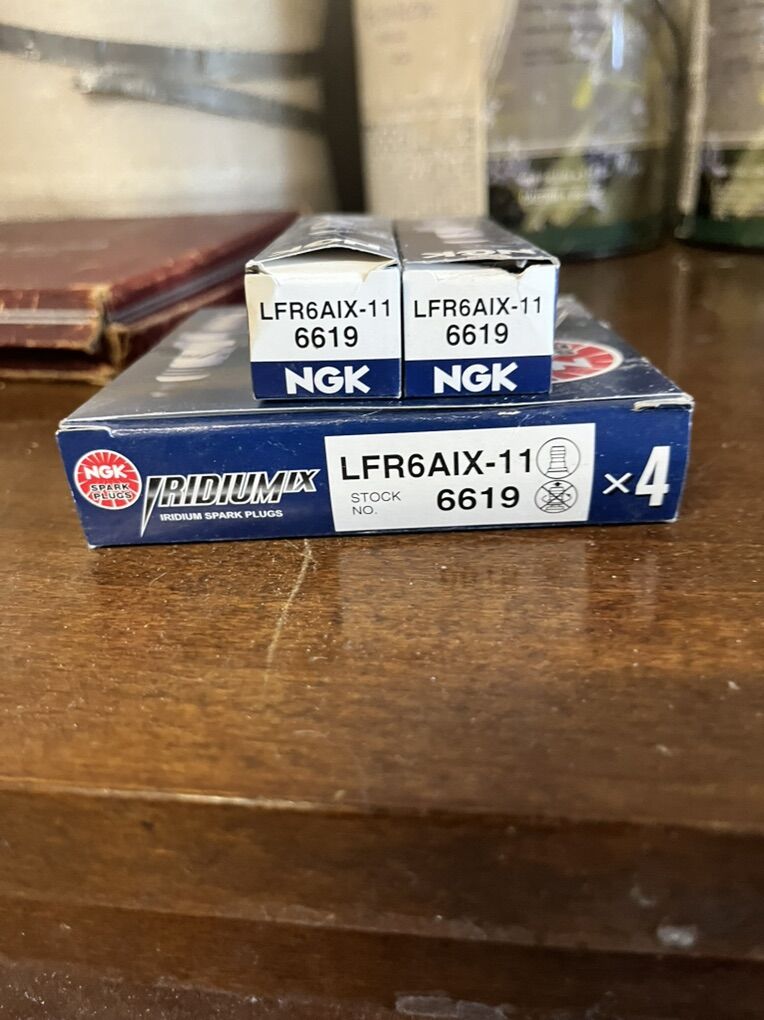 LFR6AIX-11
6619
NGK
LFR6AIX-11
6619
NGK
NGK
SPARK
PLUGS
IRIDIUM IX
IRIDIUM SPARK PLUGS
LFR6AIX-11
STOCK
NO.
6619
×4